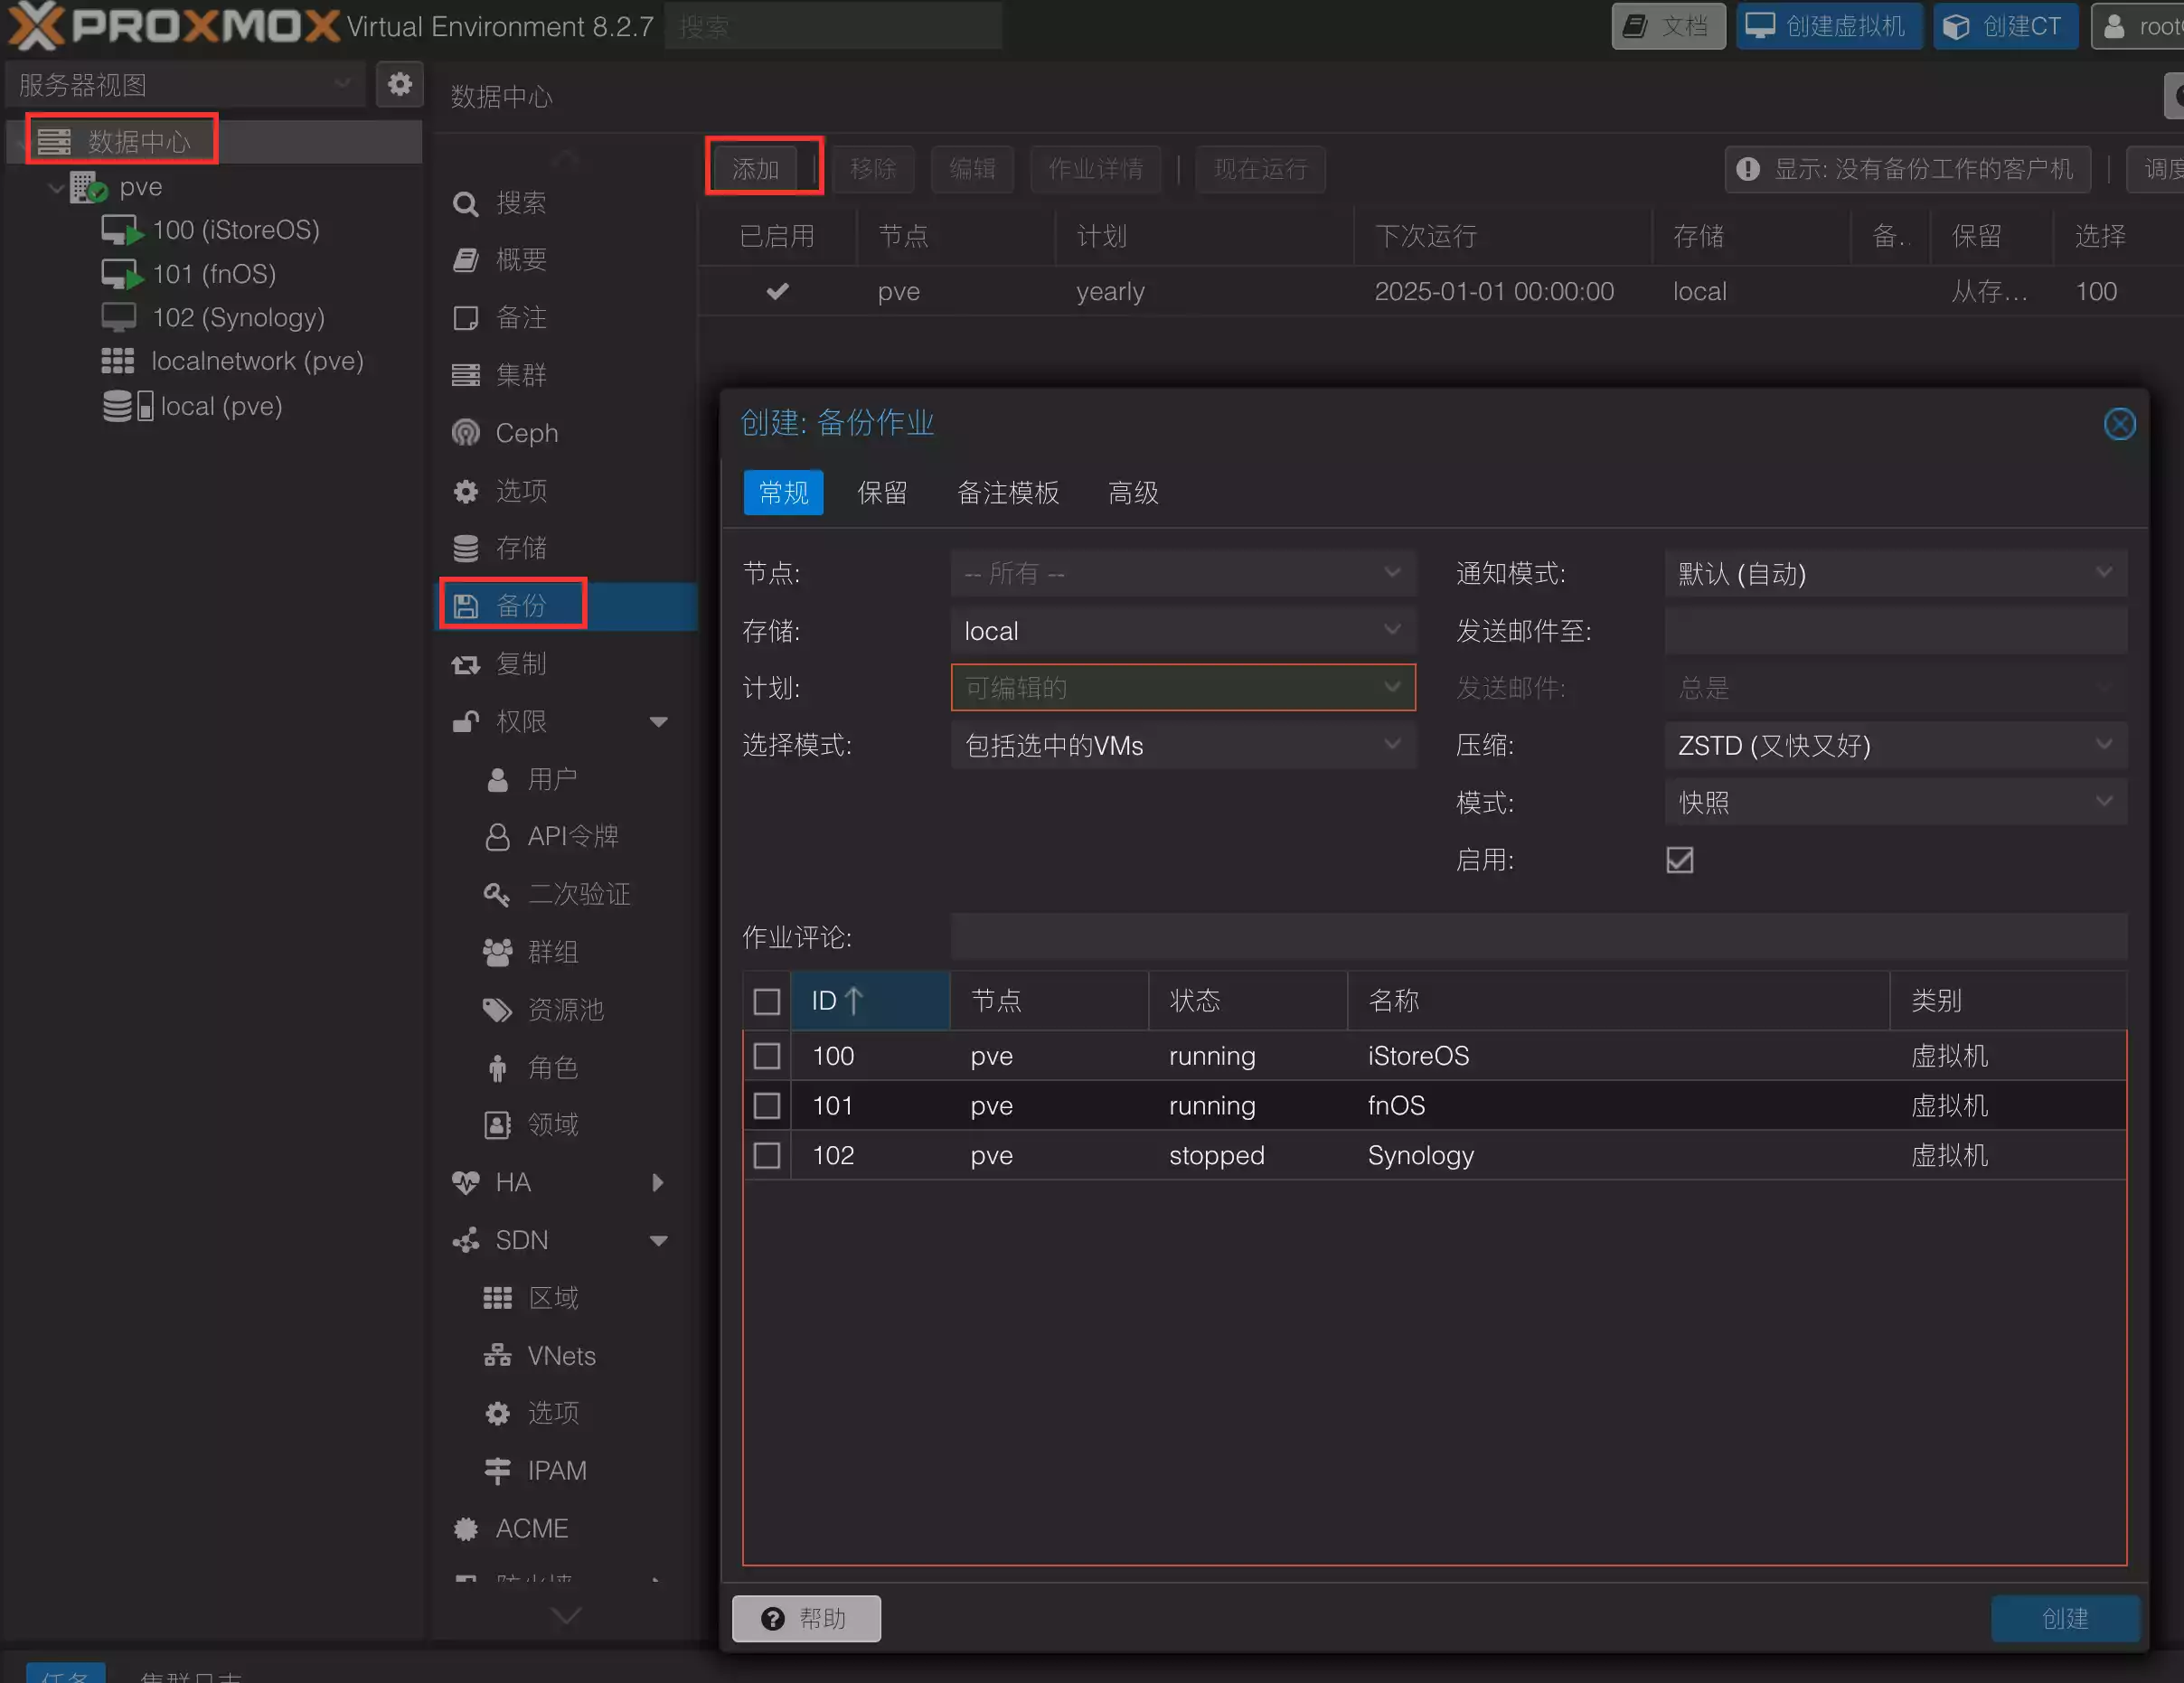 PROXMOX Virtual Environment 8.2.7 搜索 文档 创建虚拟机 创建CT
服务器视图
数据中心
pve
100 (iStoreOS)
101 (fnOS)
102 (Synology)
localnetwork (pve)
local (pve)
数据中心
搜索
概要
备注
集群
Ceph
选项
存储
备份
复制
权限
用户
API令牌
二次验证
群组
资源池
角色
领域
HA
SDN
区域
VNets
选项
IPAM
ACME
防火墙
添加 移除 编辑 作业详情 现在运行 显示: 没有备份工作的客户机
已启用 节点 计划 下次运行 存储 备.. 保留 选择
pve yearly 2025-01-01 00:00:00 local 从存... 100
创建: 备份作业
常规 保留 备注模板 高级
节点: -- 所有 -- 通知模式: 默认 (自动)
存储: local 发送邮件至:
计划: 可编辑的 发送邮件: 总是
选择模式: 包括选中的VMs 压缩: ZSTD (又快又好)
模式: 快照
启用:
作业评论:
ID 节点 状态 名称 类别
100 pve running iStoreOS 虚拟机
101 pve running fnOS 虚拟机
102 pve stopped Synology 虚拟机
帮助 创建
任务 集群日志